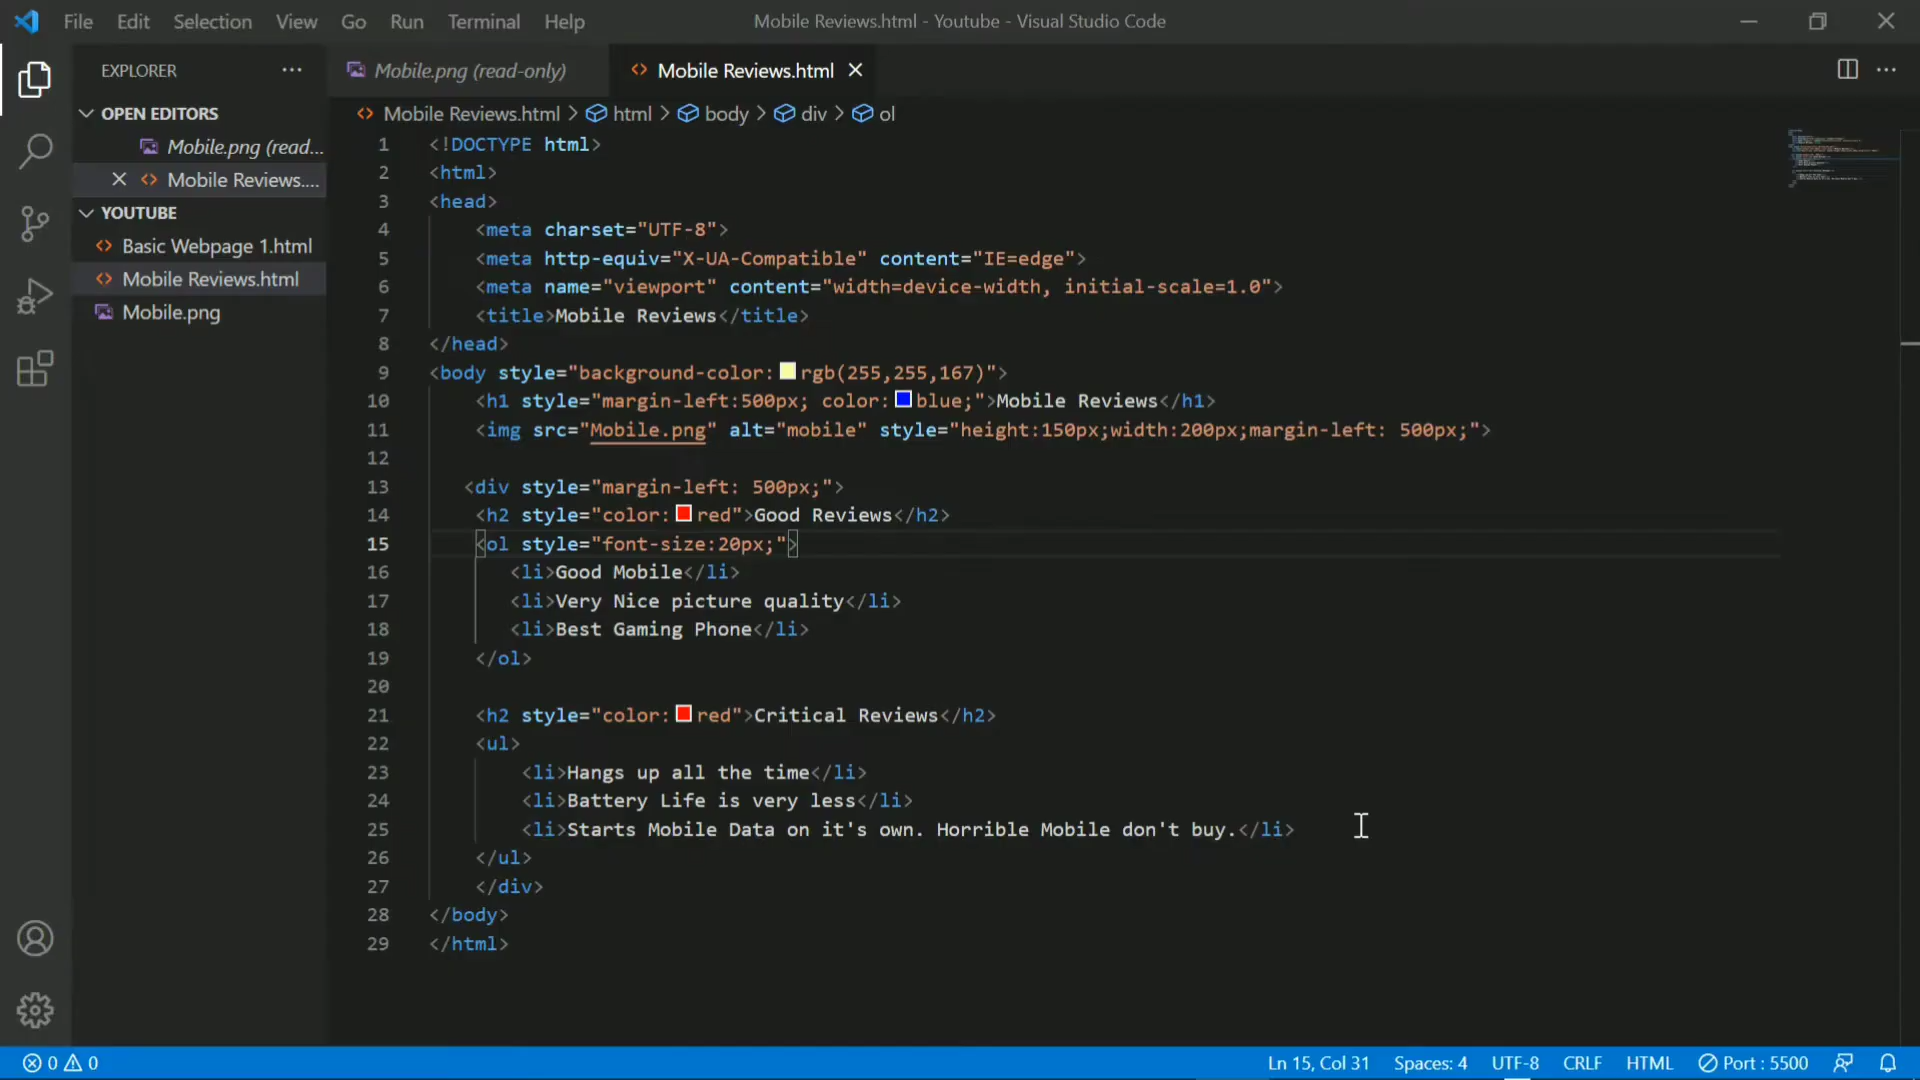 File Edit Selection View Go Run Terminal Help
Mobile Reviews.html - Youtube - Visual Studio Code
EXPLORER
OPEN EDITORS
Mobile.png (read...
Mobile Reviews....
YOUTUBE
Basic Webpage 1.html
Mobile Reviews.html
Mobile.png
Mobile.png (read-only)
Mobile Reviews.html
Mobile Reviews.html > html > body > div > ol
1 <!DOCTYPE html>
2 <html>
3 <head>
4 <meta charset="UTF-8">
5 <meta http-equiv="X-UA-Compatible" content="IE=edge">
6 <meta name="viewport" content="width=device-width, initial-scale=1.0">
7 <title>Mobile Reviews</title>
8 </head>
9 <body style="background-color: rgb(255,255,167)">
10 <h1 style="margin-left:500px; color: blue;">Mobile Reviews</h1>
11 <img src="Mobile.png" alt="mobile" style="height:150px;width:200px;margin-left: 500px;">
12
13 <div style="margin-left: 500px;">
14 <h2 style="color: red">Good Reviews</h2>
15 <ol style="font-size:20px;">
16 <li>Good Mobile</li>
17 <li>Very Nice picture quality</li>
18 <li>Best Gaming Phone</li>
19 </ol>
20
21 <h2 style="color: red">Critical Reviews</h2>
22 <ul>
23 <li>Hangs up all the time</li>
24 <li>Battery Life is very less</li>
25 <li>Starts Mobile Data on it's own. Horrible Mobile don't buy.</li>
26 </ul>
27 </div>
28 </body>
29 </html>
0 0
Ln 15, Col 31 Spaces: 4 UTF-8 CRLF HTML Port : 5500